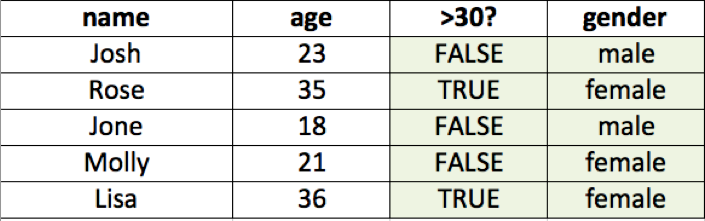 name age >30? gender
Josh 23 FALSE male
Rose 35 TRUE female
Jone 18 FALSE male
Molly 21 FALSE female
Lisa 36 TRUE female